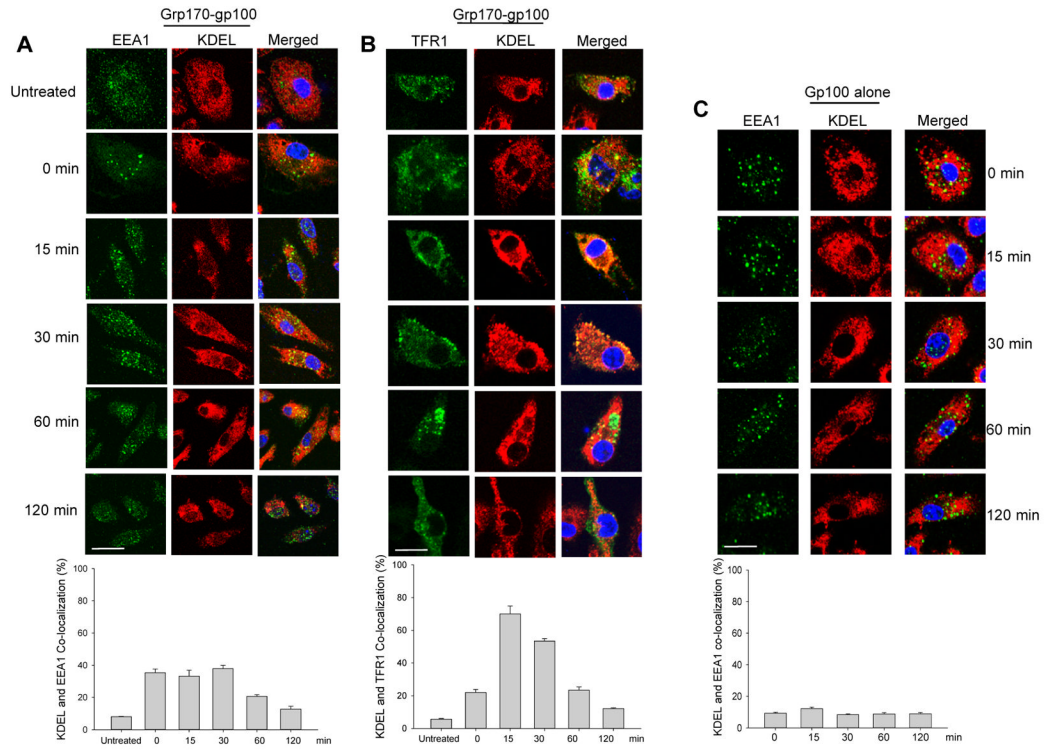 Grp170-gp100
A
EEA1 KDEL Merged
Untreated
0 min
15 min
30 min
60 min
120 min
KDEL and EEA1 Co-localization (%)
100
80
60
40
20
0
Untreated 0 15 30 60 120 min
Grp170-gp100
B
TFR1 KDEL Merged
KDEL and TFR1 Co-localization (%)
100
80
60
40
20
0
Untreated 0 15 30 60 120 min
C
Gp100 alone
EEA1 KDEL Merged
0 min
15 min
30 min
60 min
120 min
KDEL and EEA1 co-localization (%)
100
80
60
40
20
0
0 15 30 60 120 min